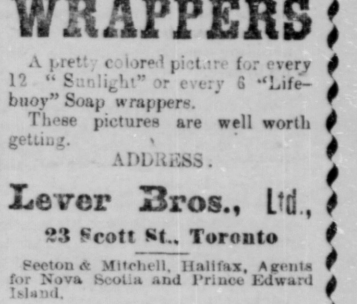 WRAPPERS
A pretty colored picture for every
12 " Sunlight" or every 6 "Life-
buoy" Soap wrappers.
These pictures are well worth
getting.
ADDRESS.
Lever Bros., Ltd.,
23 Scott St., Toronto
Seeton & Mitchell, Halifax, Agents
for Nova Scotia and Prince Edward
Island.